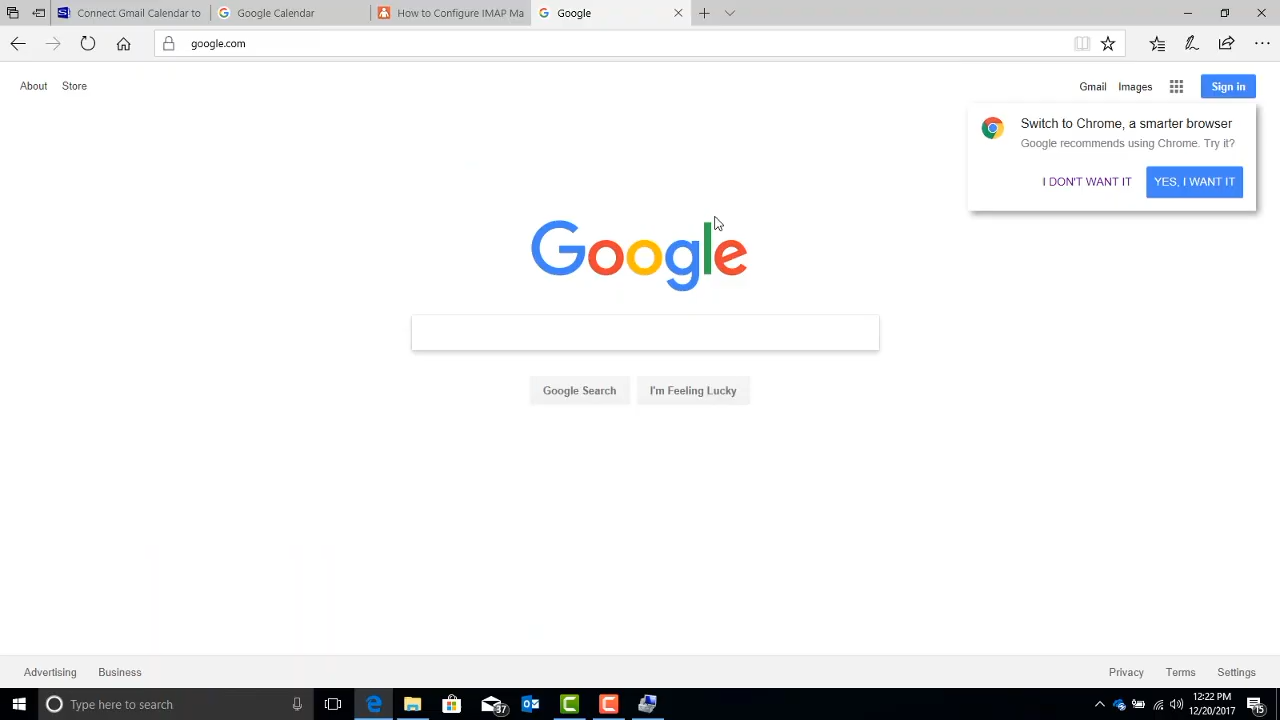 Connect Gmail Calendar to
Google Calendar
How to Configure IMAP Ma
Google
google.com
About
Store
Gmail
Images
Sign in
Switch to Chrome, a smarter browser
Google recommends using Chrome. Try it?
I DON'T WANT IT
YES, I WANT IT
Google
Google Search
I'm Feeling Lucky
Advertising
Business
Privacy
Terms
Settings
Type here to search
37
12:22 PM
12/20/2017
15